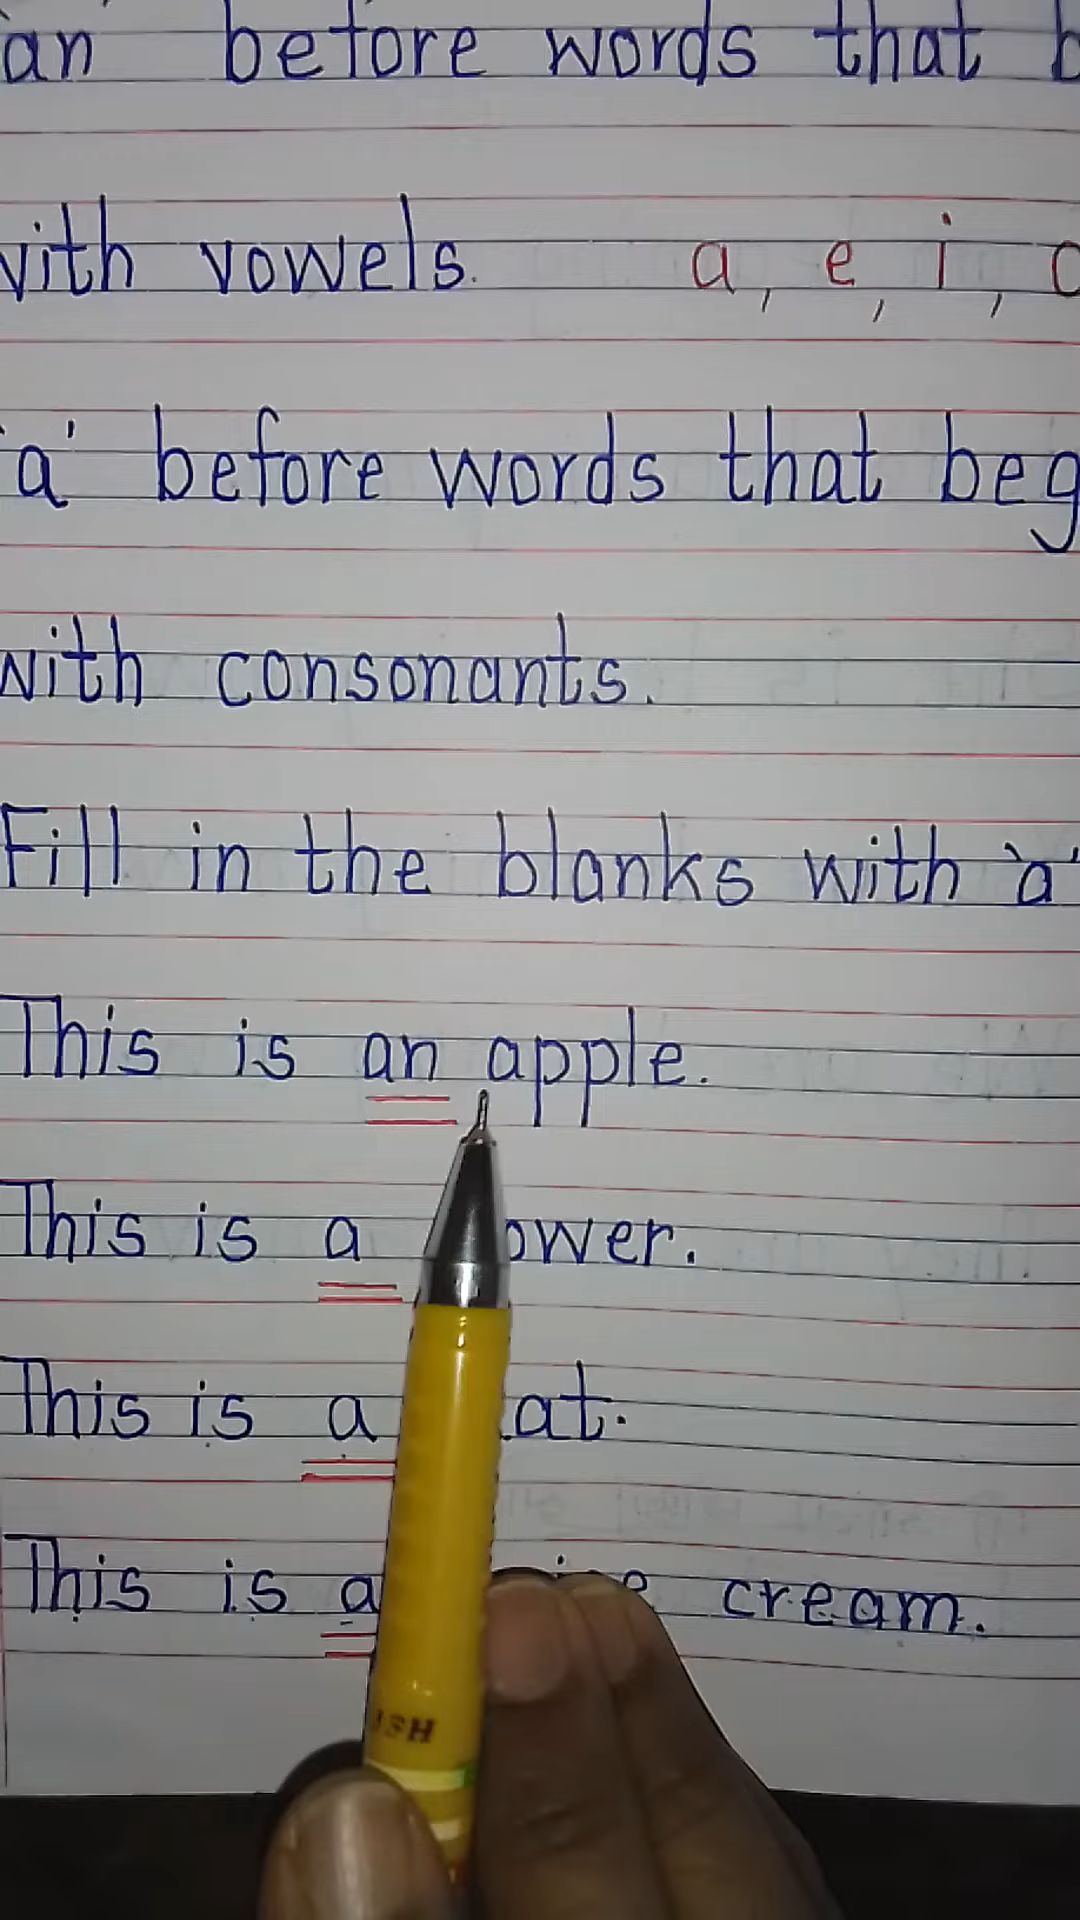 an before words that b
with vowels. a, e, i, o
'a' before words that beg
with consonants.
Fill in the blanks with 'a'
This is an apple.
This is a ower.
This is a at.
This is a cream.